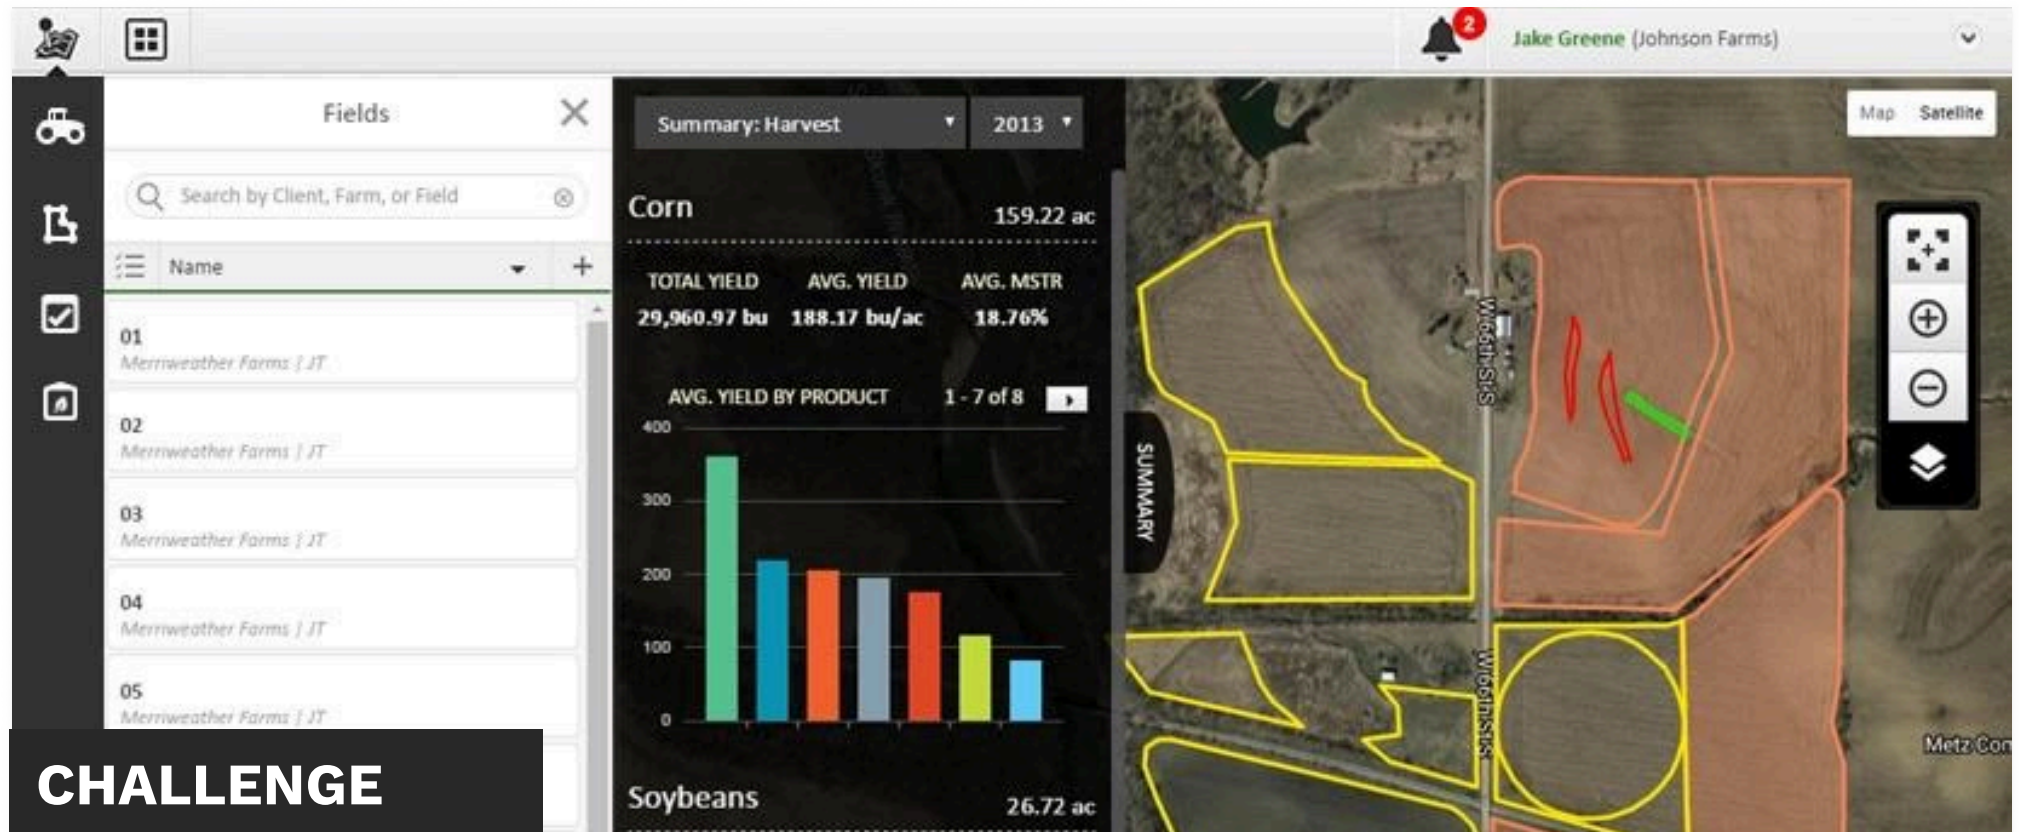 2
Jake Greene (Johnson Farms)
Fields
Search by Client, Farm, or Field
Name
01
Merriweather Farms | JT
02
Merriweather Farms | JT
03
Merriweather Farms | JT
04
Merriweather Farms | JT
05
Merriweather Farms | JT
CHALLENGE
Summary: Harvest
2013
Corn
159.22 ac
TOTAL YIELD AVG. YIELD AVG. MSTR
29,960.97 bu 188.17 bu/ac 18.76%
AVG. YIELD BY PRODUCT 1 - 7 of 8
400
300
200
100
0
Soybeans
26.72 ac
SUMMARY
Map Satellite
W 66th St S
W 66th St S
Metz Con